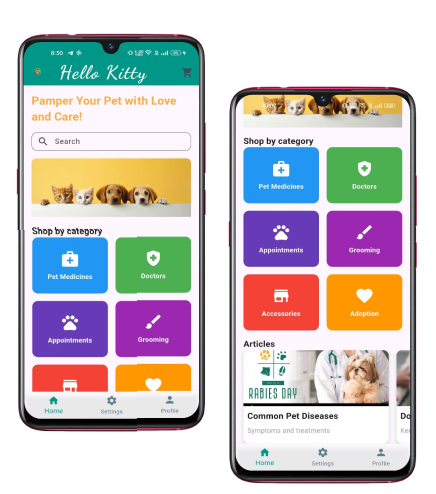 8:50
Hello Kitty
Pamper Your Pet with Love
and Care!
Search
Shop by category
Pet Medicines
Doctors
Appointments
Grooming
Home
Settings
Profile
Shop by category
Pet Medicines
Doctors
Appointments
Grooming
Accessories
Adoption
Articles
RABIES DAY
Common Pet Diseases
Symptoms and treatments
Home
Settings
Profile